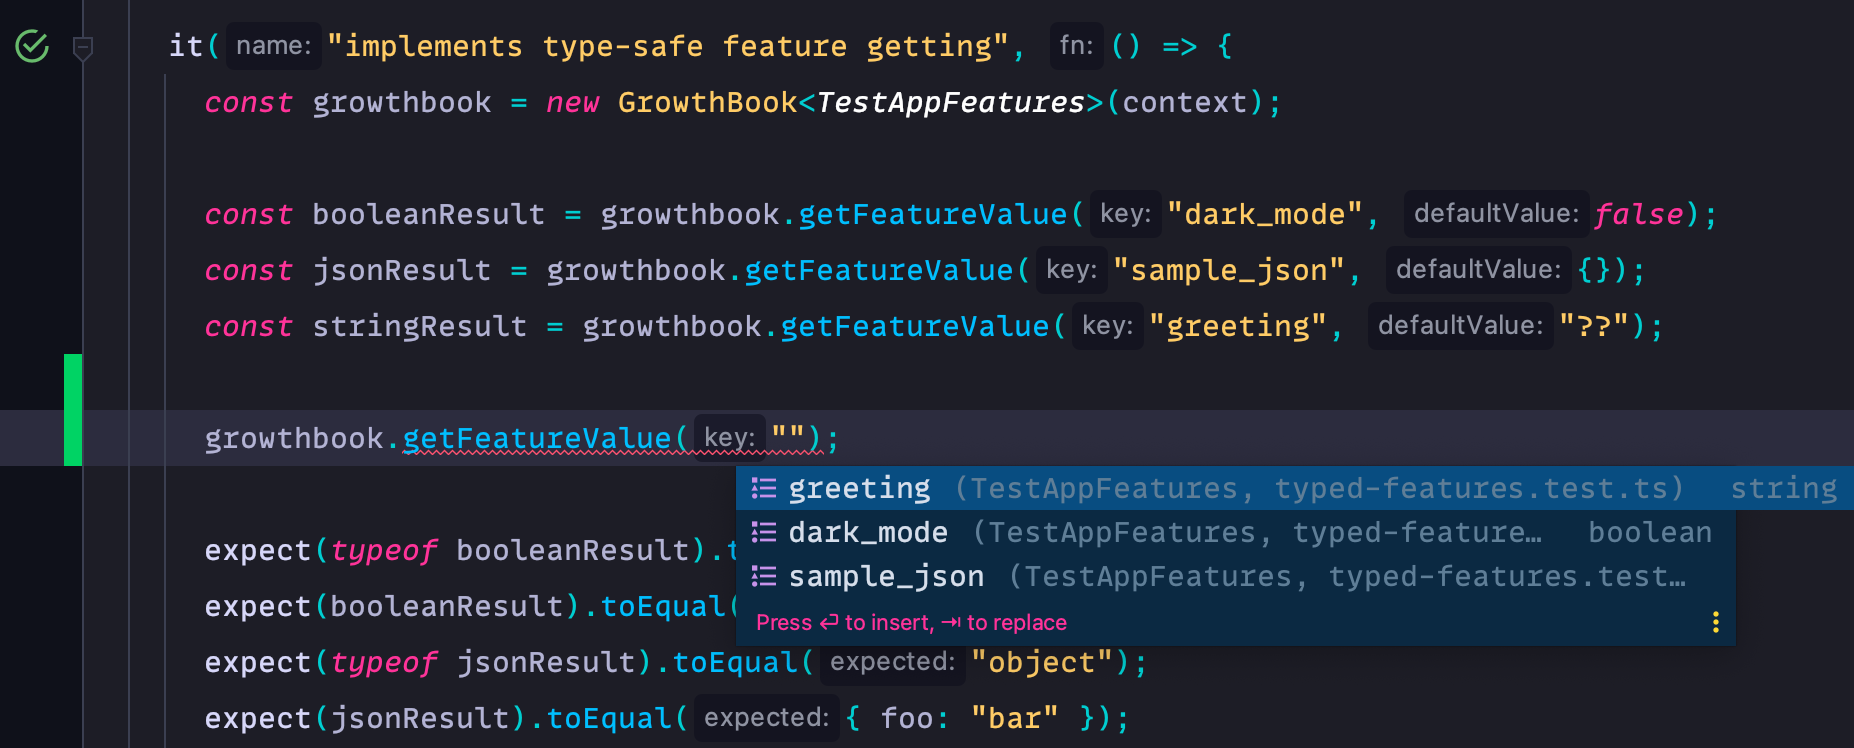 it( name: "implements type-safe feature getting", fn: () => {
const growthbook = new GrowthBook<TestAppFeatures>(context);
const booleanResult = growthbook.getFeatureValue( key: "dark_mode", defaultValue: false);
const jsonResult = growthbook.getFeatureValue( key: "sample_json", defaultValue: {});
const stringResult = growthbook.getFeatureValue( key: "greeting", defaultValue: "??");
growthbook.getFeatureValue( key: "");
greeting (TestAppFeatures, typed-features.test.ts) string
dark_mode (TestAppFeatures, typed-feature… boolean
sample_json (TestAppFeatures, typed-features.test…
Press ⏎ to insert, ⇥ to replace
expect(typeof booleanResult).t
expect(booleanResult).toEqual(
expect(typeof jsonResult).toEqual( expected: "object");
expect(jsonResult).toEqual( expected: { foo: "bar" });